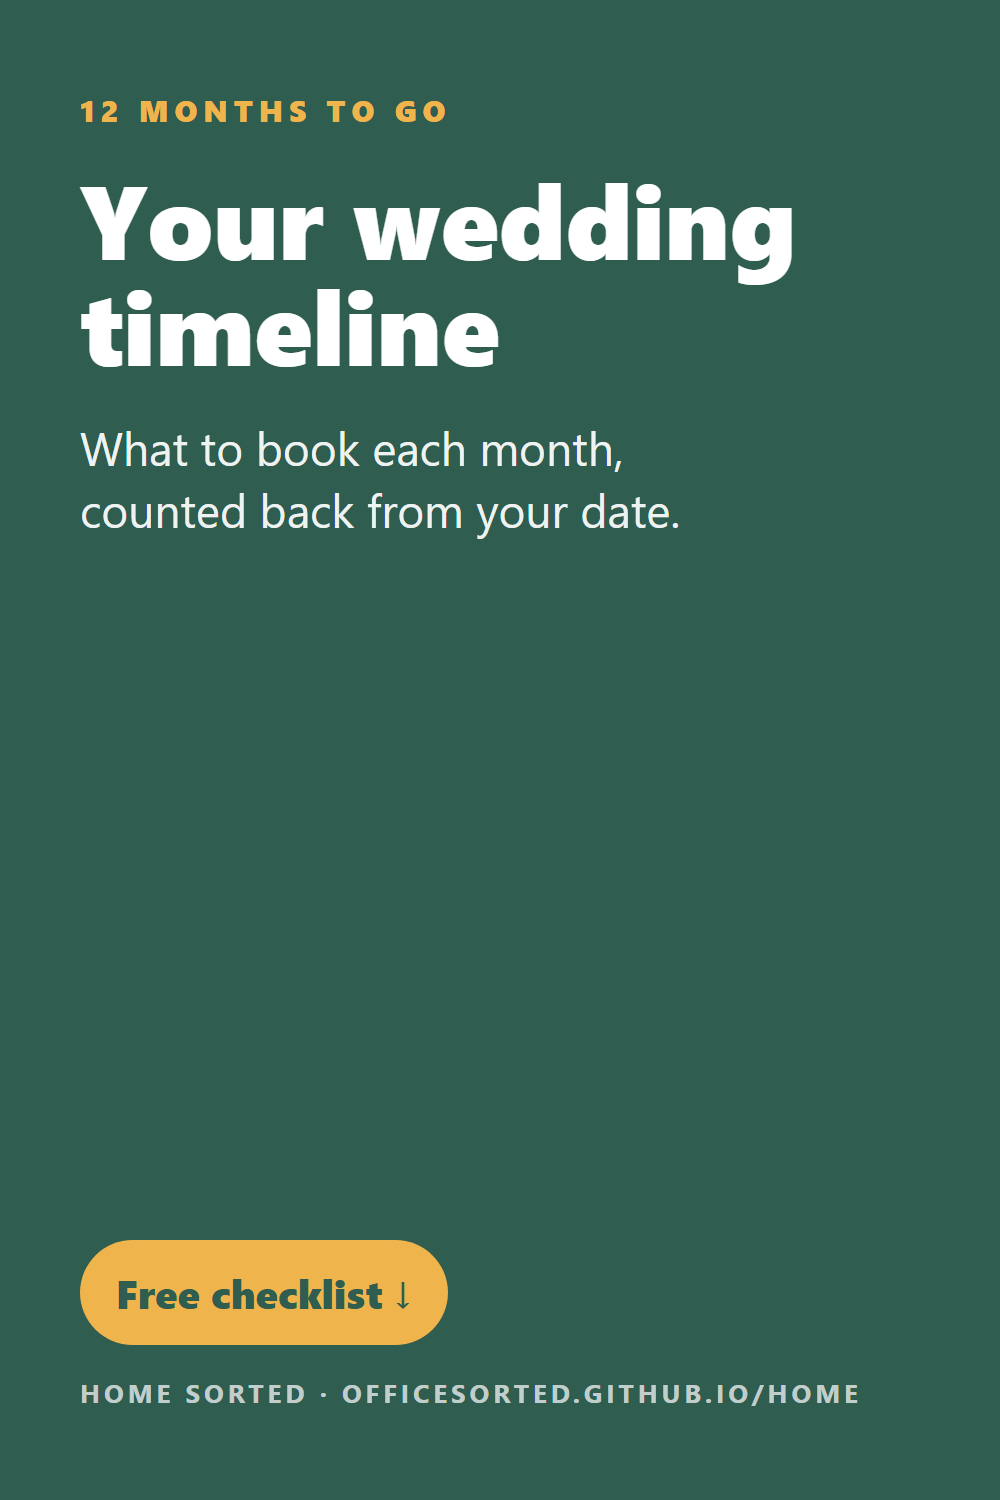 12 MONTHS TO GO
Your wedding
timeline
What to book each month,
counted back from your date.
Free checklist ↓
HOME SORTED · OFFICESORTED.GITHUB.IO/HOME